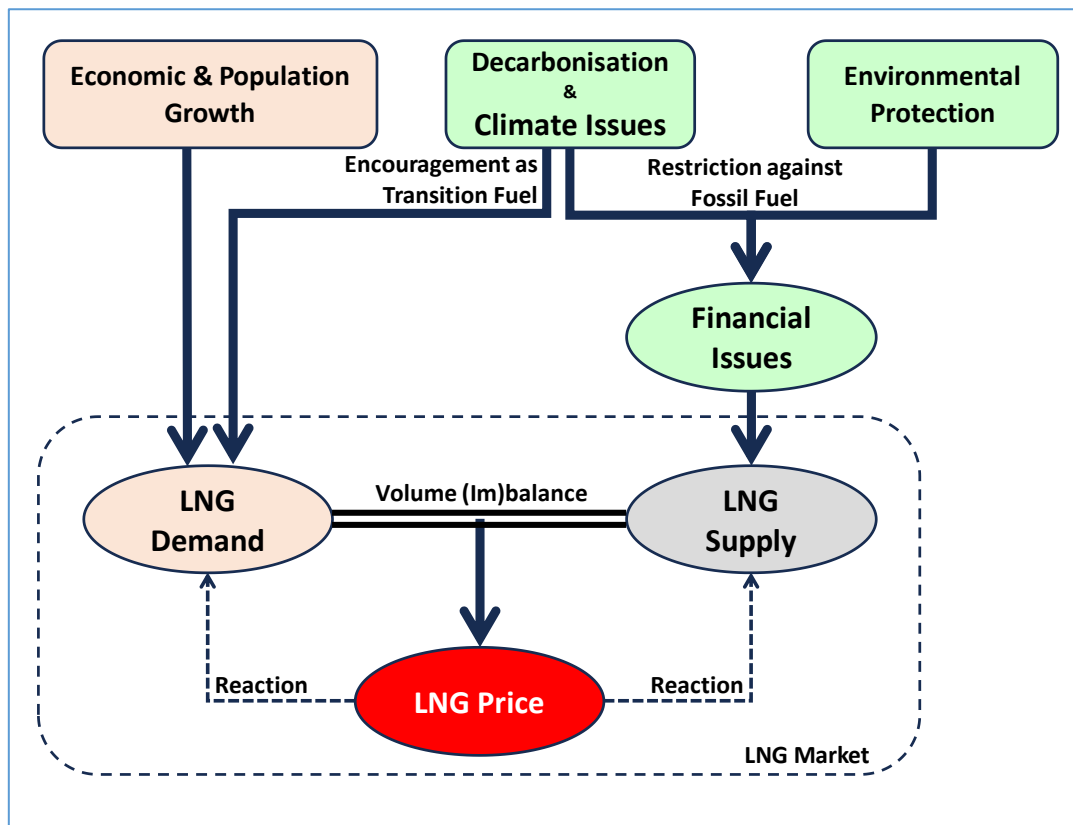 Economic & Population
Growth
Decarbonisation
&
Climate Issues
Environmental
Protection
Encouragement as
Transition Fuel
Restriction against
Fossil Fuel
Financial
Issues
LNG
Demand
Volume (Im)balance
LNG
Supply
Reaction
LNG Price
Reaction
LNG Market